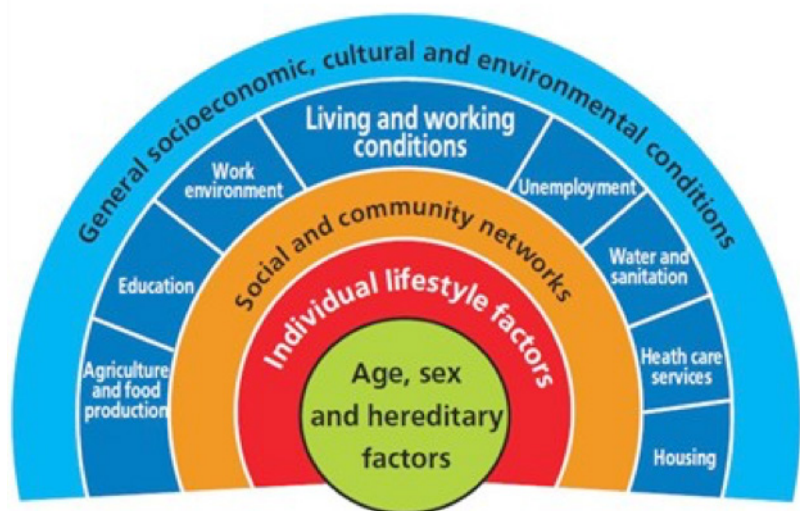 General socioeconomic, cultural and environmental conditions
Living and working
conditions
Work
environment
Unemployment
Education
Water and
sanitation
Agriculture
and food
production
Heath care
services
Housing
Social and community networks
Individual lifestyle factors
Age, sex
and hereditary
factors